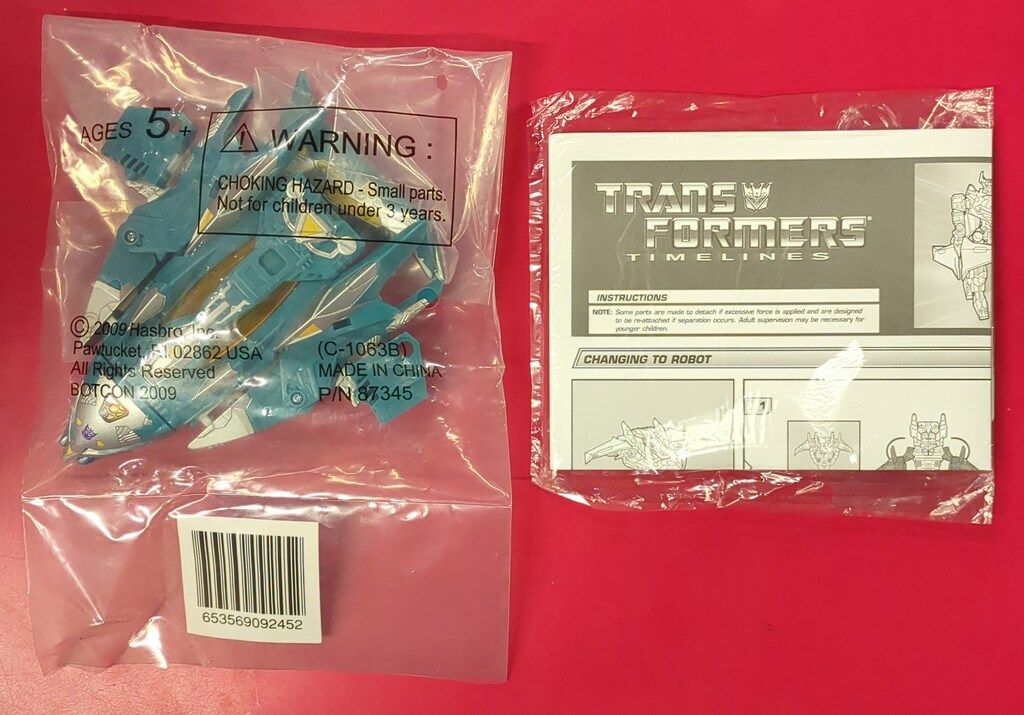 AGES 5+
WARNING :
CHOKING HAZARD - Small parts.
Not for children under 3 years.
© 2009 Hasbro, Inc.
Pawtucket, RI 02862 USA
All Rights Reserved
BOTCON 2009
(C-1063B)
MADE IN CHINA
P/N 87345
653569092452
TRANS
FORMERS
TIMELINES
INSTRUCTIONS
NOTE: Some parts are made to detach if excessive force is applied and are designed
to be re-attached if separation occurs. Adult supervision may be necessary for
younger children.
CHANGING TO ROBOT
1